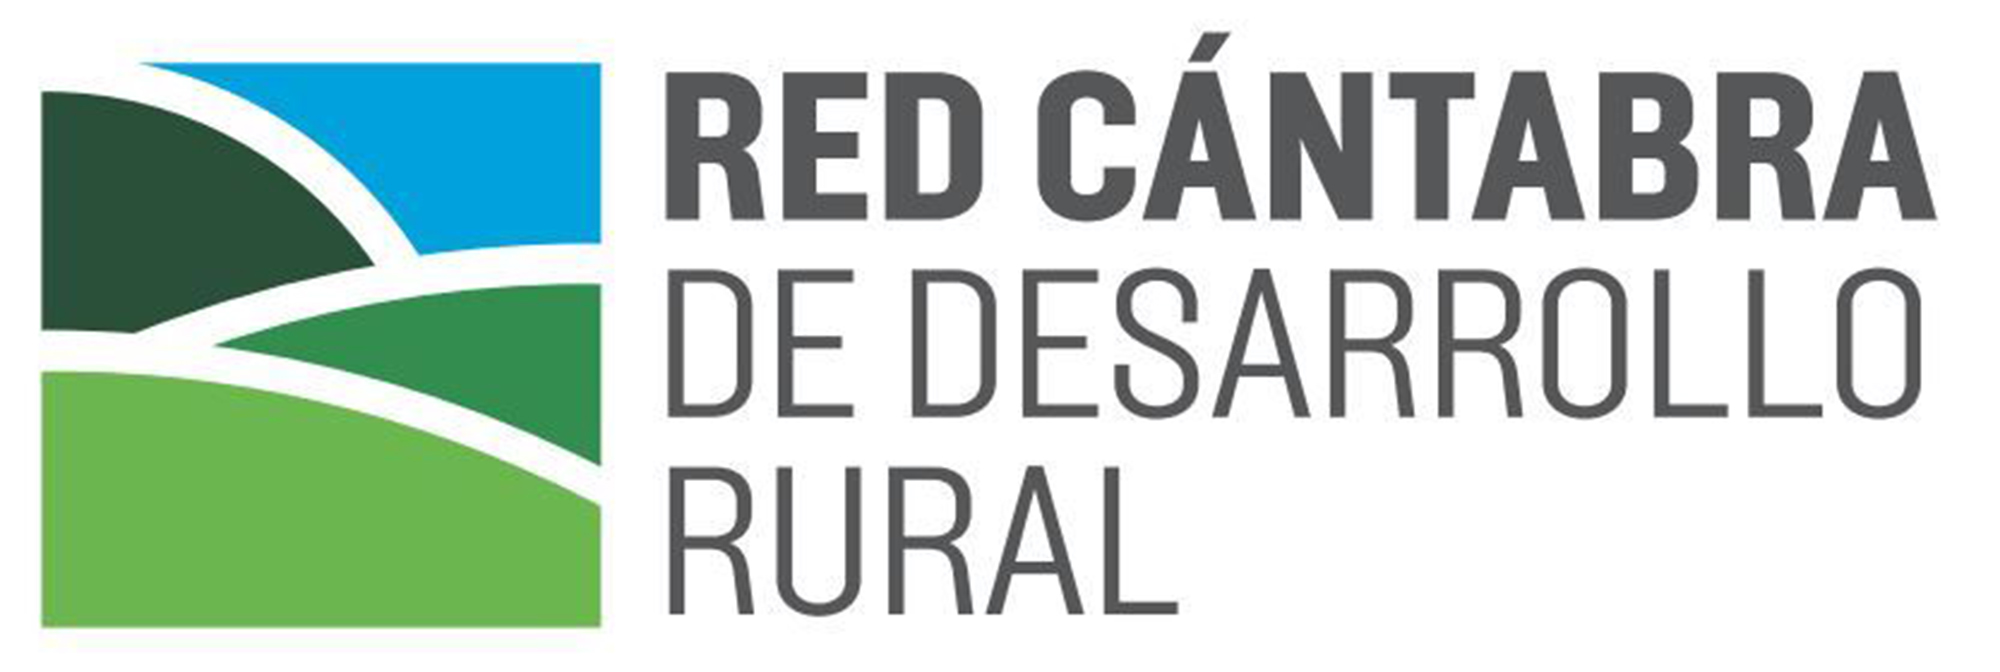 RED CÁNTABRA
DE DESARROLLO
RURAL